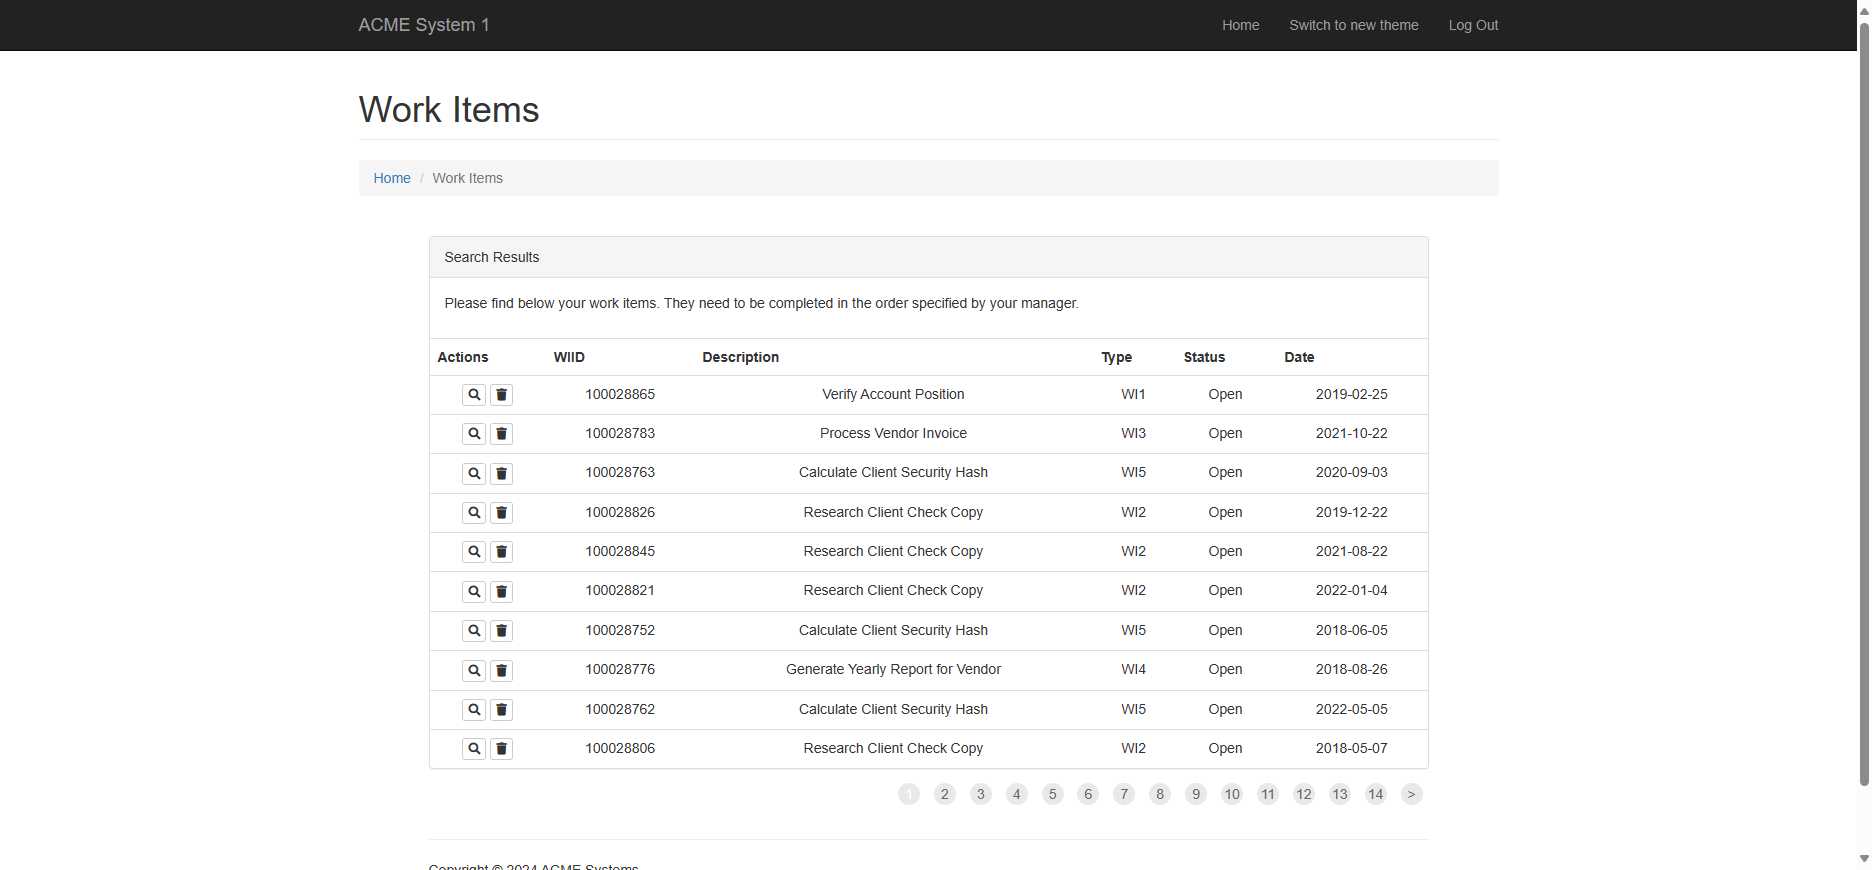 ACME System 1 Home Switch to new theme Log Out
Work Items
Home / Work Items
Search Results
Please find below your work items. They need to be completed in the order specified by your manager.
Actions WIID Description Type Status Date
100028865 Verify Account Position WI1 Open 2019-02-25
100028783 Process Vendor Invoice WI3 Open 2021-10-22
100028763 Calculate Client Security Hash WI5 Open 2020-09-03
100028826 Research Client Check Copy WI2 Open 2019-12-22
100028845 Research Client Check Copy WI2 Open 2021-08-22
100028821 Research Client Check Copy WI2 Open 2022-01-04
100028752 Calculate Client Security Hash WI5 Open 2018-06-05
100028776 Generate Yearly Report for Vendor WI4 Open 2018-08-26
100028762 Calculate Client Security Hash WI5 Open 2022-05-05
100028806 Research Client Check Copy WI2 Open 2018-05-07
1 2 3 4 5 6 7 8 9 10 11 12 13 14 >
Copyright © 2024 ACME Systems